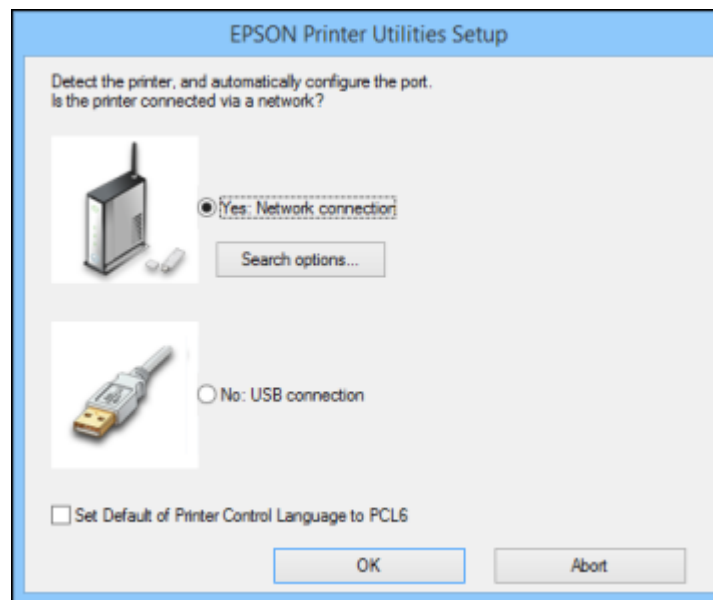 EPSON Printer Utilities Setup
Detect the printer, and automatically configure the port.
Is the printer connected via a network?
Yes: Network connection
Search options...
No: USB connection
Set Default of Printer Control Language to PCL6
OK
Abort